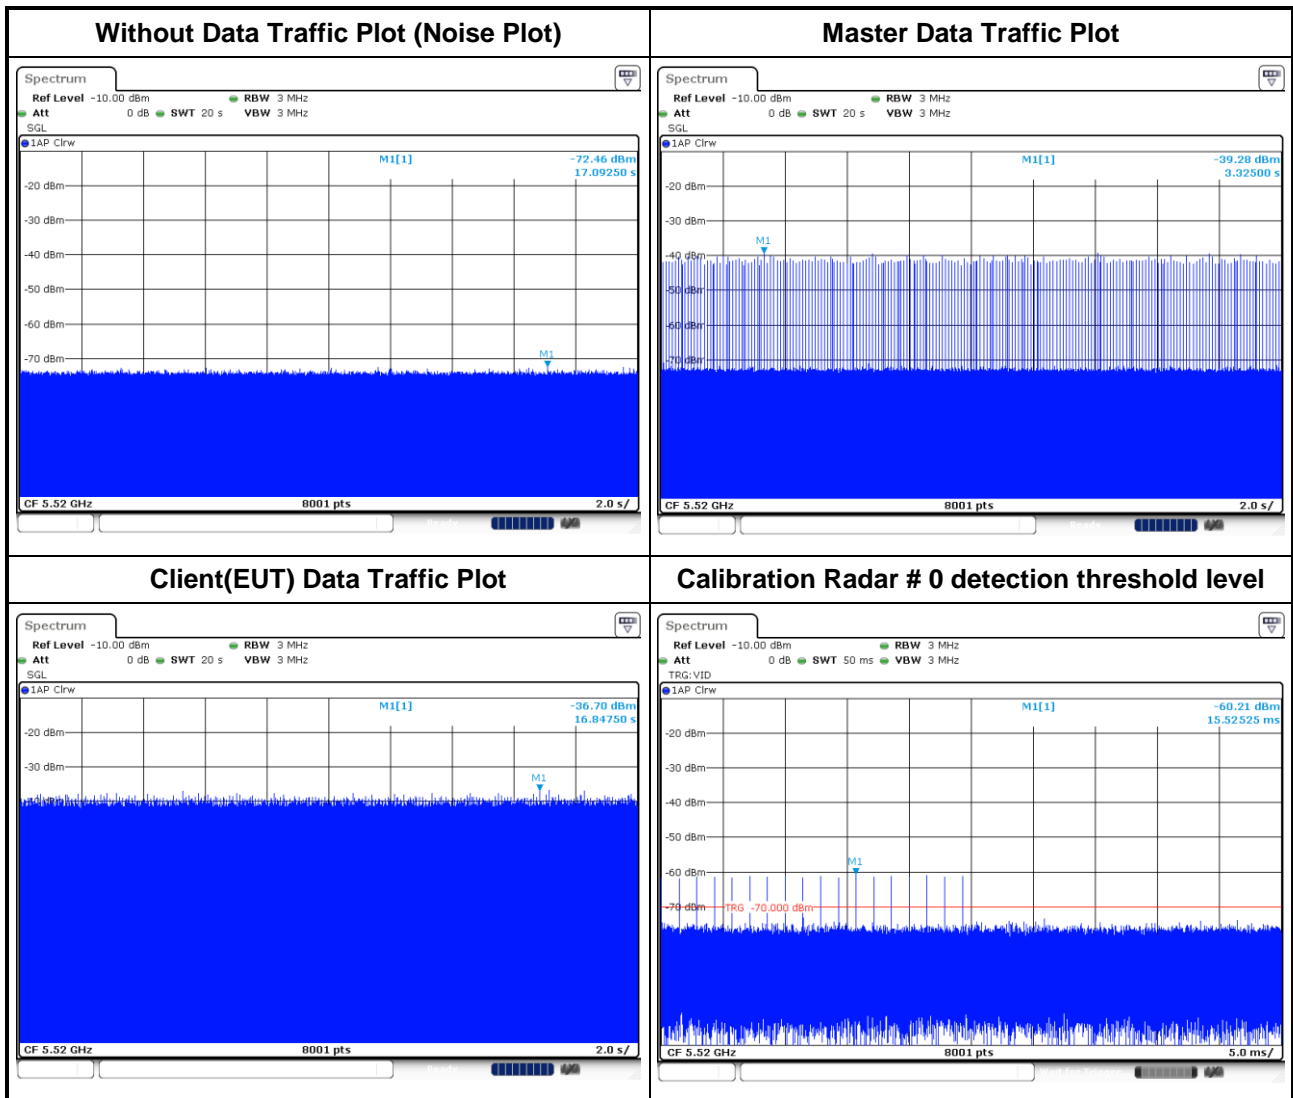 Without Data Traffic Plot (Noise Plot)
Spectrum
Ref Level -10.00 dBm RBW 3 MHz
Att 0 dB SWT 20 s VBW 3 MHz
SGL
1AP Clrw
M1[1] -72.46 dBm
17.09250 s
-20 dBm
-30 dBm
-40 dBm
-50 dBm
-60 dBm
-70 dBm
M1
CF 5.52 GHz 8001 pts 2.0 s/
Master Data Traffic Plot
Spectrum
Ref Level -10.00 dBm RBW 3 MHz
Att 0 dB SWT 20 s VBW 3 MHz
SGL
1AP Clrw
M1[1] -39.28 dBm
3.32500 s
-20 dBm
-30 dBm
M1
-40 dBm
-50 dBm
-60 dBm
-70 dBm
CF 5.52 GHz 8001 pts 2.0 s/
Client(EUT) Data Traffic Plot
Spectrum
Ref Level -10.00 dBm RBW 3 MHz
Att 0 dB SWT 20 s VBW 3 MHz
SGL
1AP Clrw
M1[1] -36.70 dBm
16.84750 s
-20 dBm
-30 dBm
M1
CF 5.52 GHz 8001 pts 2.0 s/
Calibration Radar # 0 detection threshold level
Spectrum
Ref Level -10.00 dBm RBW 3 MHz
Att 0 dB SWT 50 ms VBW 3 MHz
TRG:VID
1AP Clrw
M1[1] -60.21 dBm
15.52525 ms
-20 dBm
-30 dBm
-40 dBm
-50 dBm
M1
-60 dBm
-70 dBm TRG -70.000 dBm
CF 5.52 GHz 8001 pts 5.0 ms/